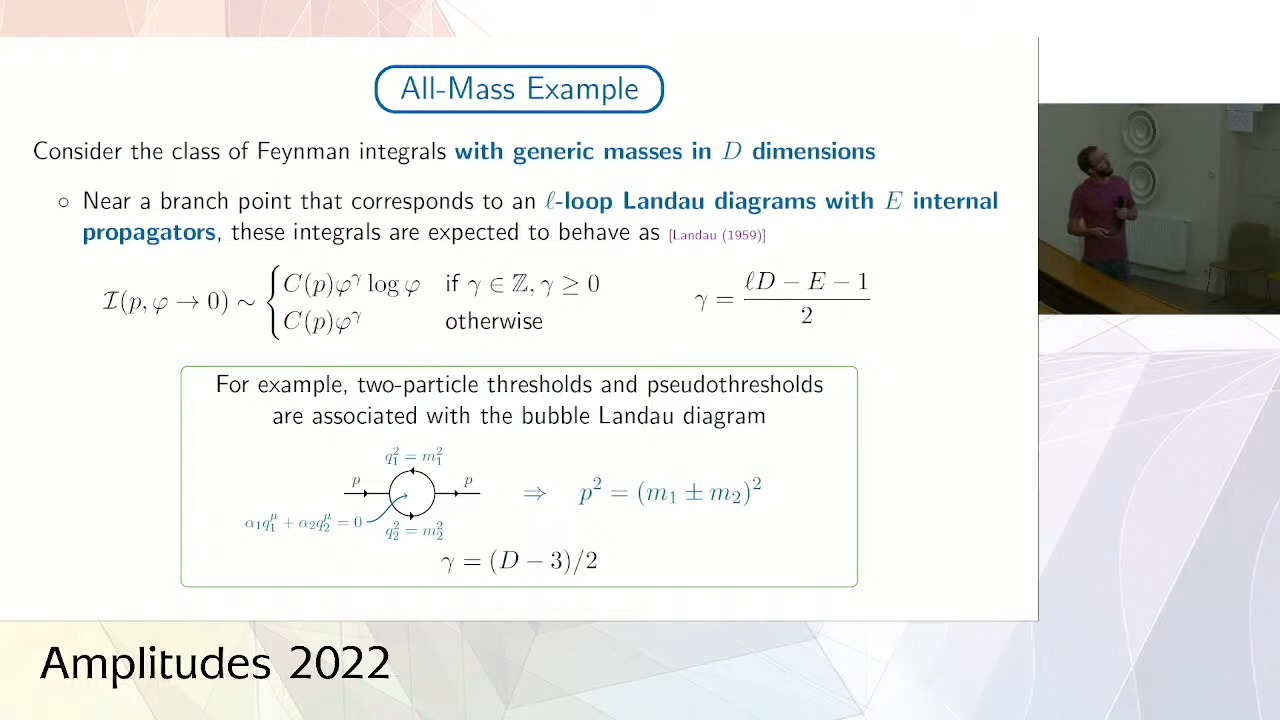 All-Mass Example
Consider the class of Feynman integrals with generic masses in D dimensions
○ Near a branch point that corresponds to an ℓ-loop Landau diagrams with E internal
propagators, these integrals are expected to behave as [Landau (1959)]
I(p, φ → 0) ∼ { C(p)φ^γ log φ if γ ∈ ℤ, γ ≥ 0
C(p)φ^γ otherwise
γ = (ℓD − E − 1)/2
For example, two-particle thresholds and pseudothresholds
are associated with the bubble Landau diagram
q₁² = m₁²
p p
⇒ p² = (m₁ ± m₂)²
α₁q₁^μ + α₂q₂^μ = 0
q₂² = m₂²
γ = (D − 3)/2
Amplitudes 2022